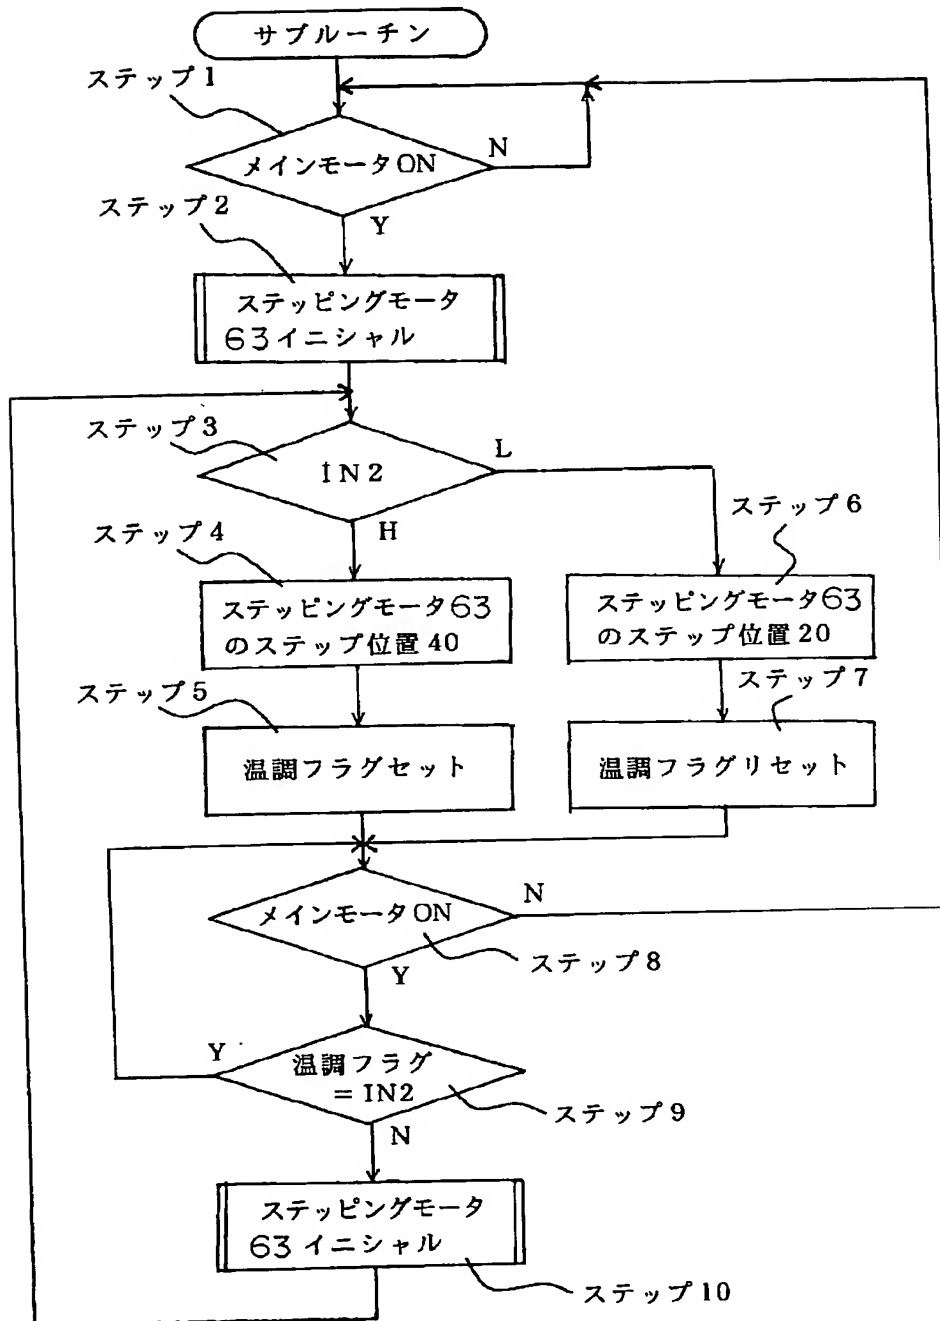 サブルーチン
ステップ1
メインモータON
N
ステップ2
Y
ステッピングモータ
63イニシャル
ステップ3
L
IN2
ステップ6
ステップ4
H
ステッピングモータ63
のステップ位置40
ステッピングモータ63
のステップ位置20
ステップ5
ステップ7
温調フラグセット
温調フラグリセット
メインモータON
N
ステップ8
Y
Y
温調フラグ
=IN2
ステップ9
N
ステッピングモータ
63イニシャル
ステップ10